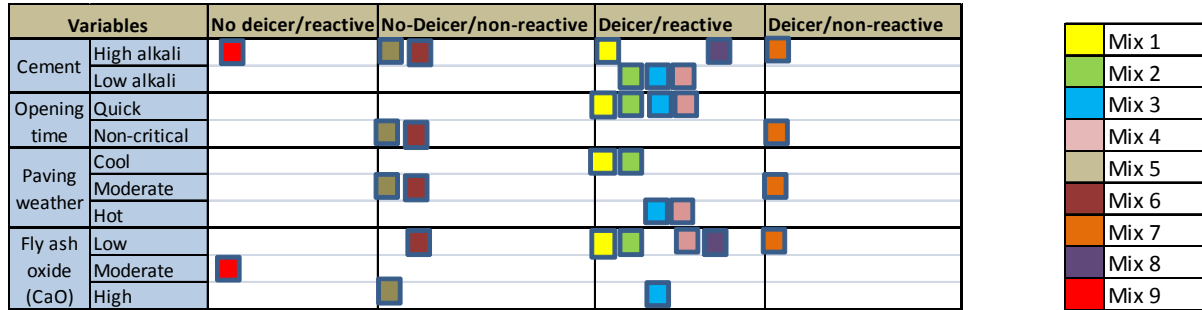 Variables No deicer/reactive No-Deicer/non-reactive Deicer/reactive Deicer/non-reactive
Cement High alkali
Low alkali
Opening time Quick
Non-critical
Paving weather Cool
Moderate
Hot
Fly ash oxide (CaO) Low
Moderate
High
Mix 1
Mix 2
Mix 3
Mix 4
Mix 5
Mix 6
Mix 7
Mix 8
Mix 9